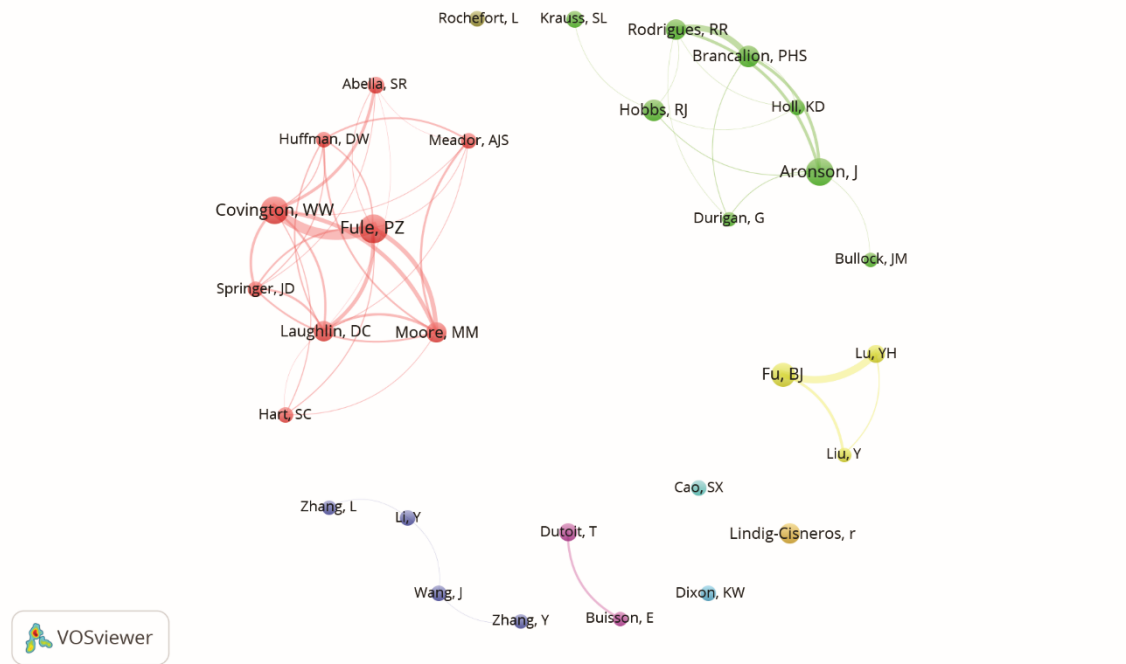 Rochefort, L
Krauss, SL
Rodrigues, RR
Brancalion, PHS
Abella, SR
Holl, KD
Hobbs, RJ
Huffman, DW
Meador, AJS
Aronson, J
Covington, WW
Fule, PZ
Durigan, G
Bullock, JM
Springer, JD
Laughlin, DC
Moore, MM
Lu, YH
Fu, BJ
Hart, SC
Liu, Y
Cao, SX
Zhang, L
Li, Y
Dutoit, T
Lindig-Cisneros, r
Wang, J
Dixon, KW
Zhang, Y
Buisson, E
VOSviewer